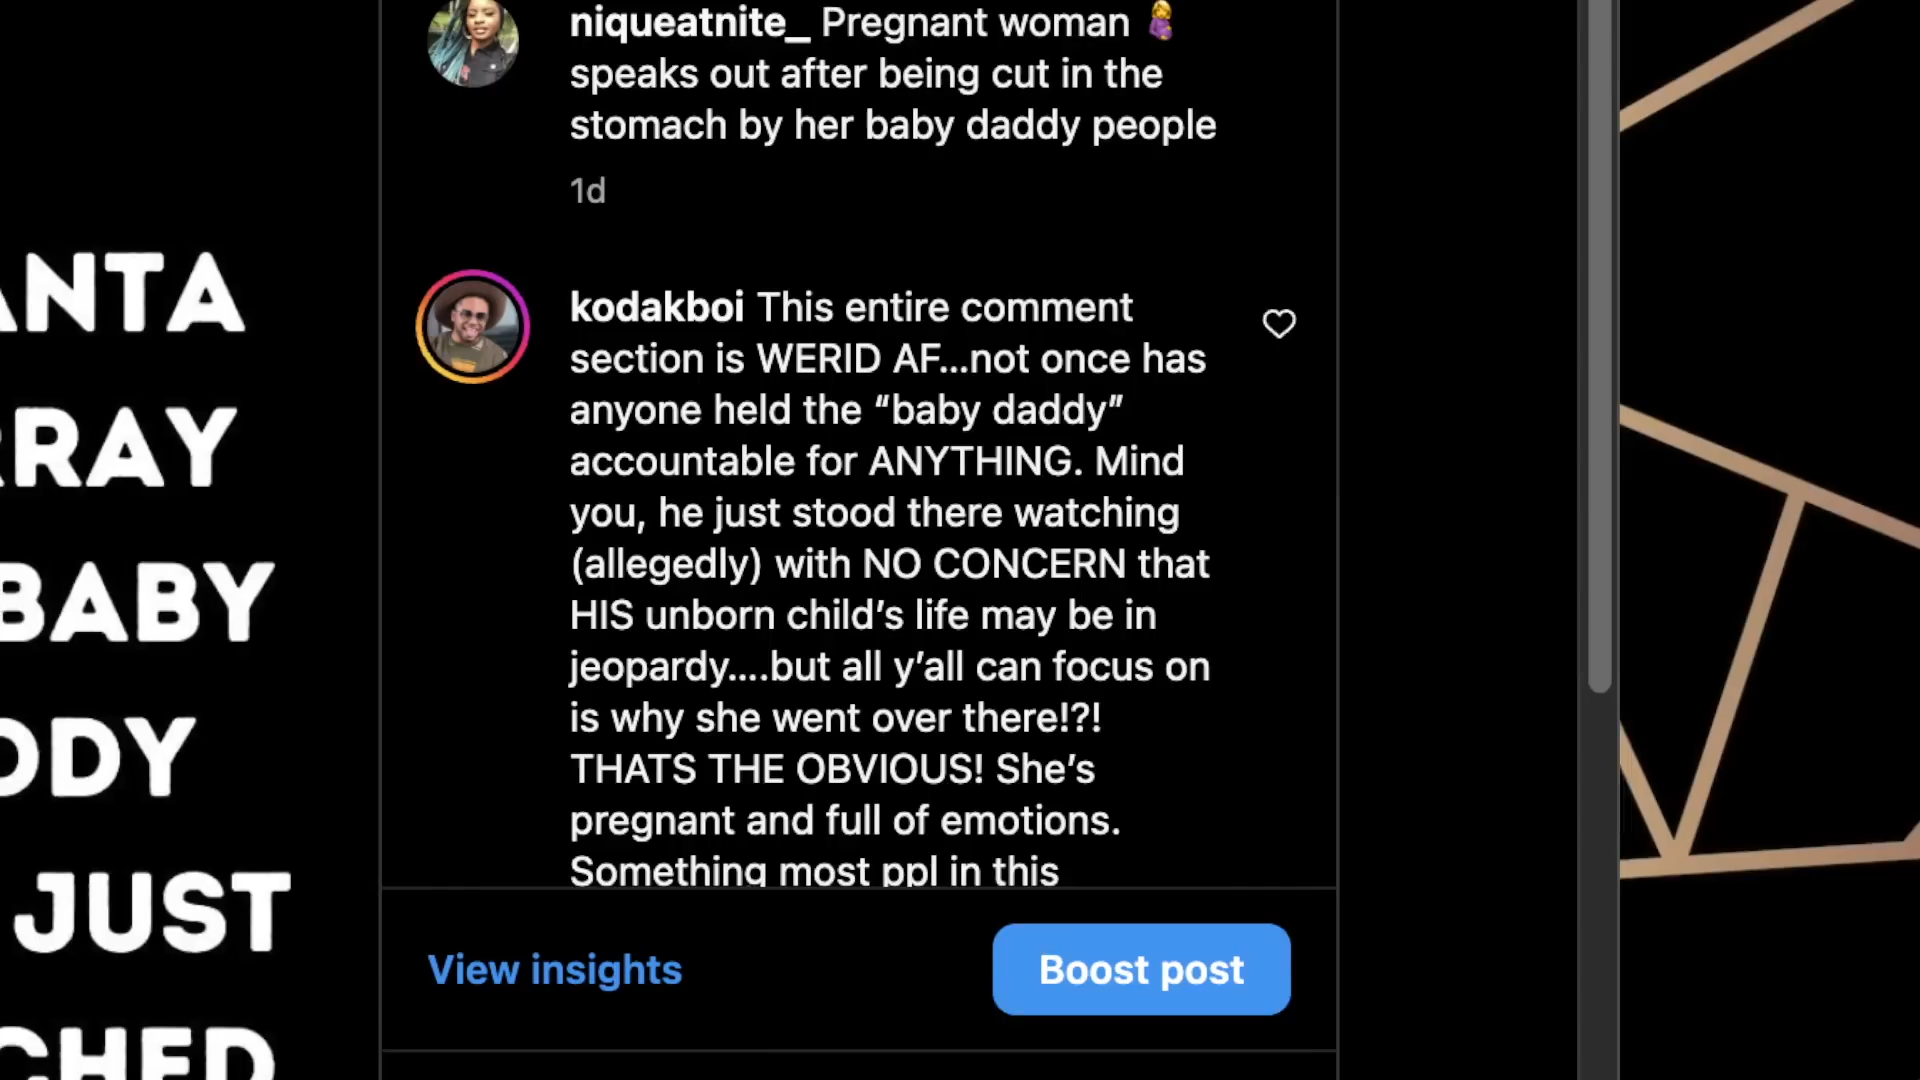 niqueatnite_ Pregnant woman 🤰
speaks out after being cut in the
stomach by her baby daddy people
1d
kodakboi This entire comment
section is WERID AF...not once has
anyone held the “baby daddy”
accountable for ANYTHING. Mind
you, he just stood there watching
(allegedly) with NO CONCERN that
HIS unborn child’s life may be in
jeopardy....but all y’all can focus on
is why she went over there!?!
THATS THE OBVIOUS! She’s
pregnant and full of emotions.
Something most ppl in this
View insights
Boost post
ANTA
RRAY
BABY
ODY
JUST
CHED